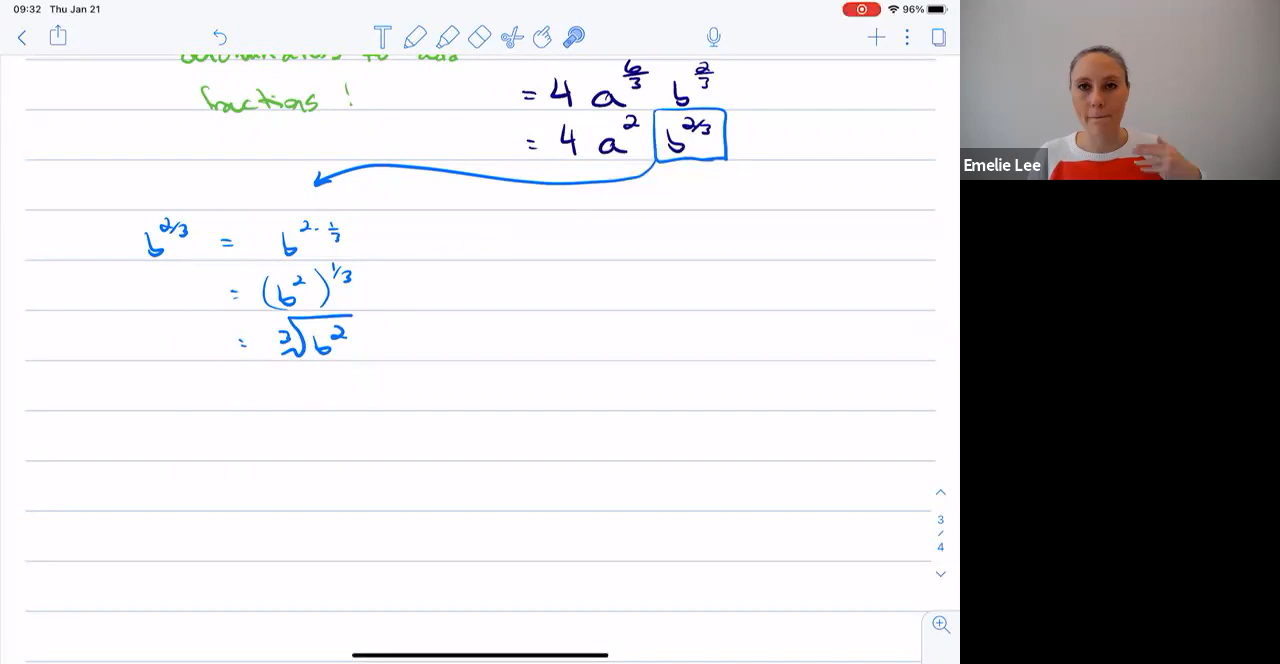 09:32 Thu Jan 21
96%
to
fractions !
= 4 a^{6/3} b^{2/3}
= 4 a^2 b^{2/3}
Emelie Lee
b^{2/3} = b^{2 · 1/3}
= (b^2)^{1/3}
= ∛b^2
3
/
4